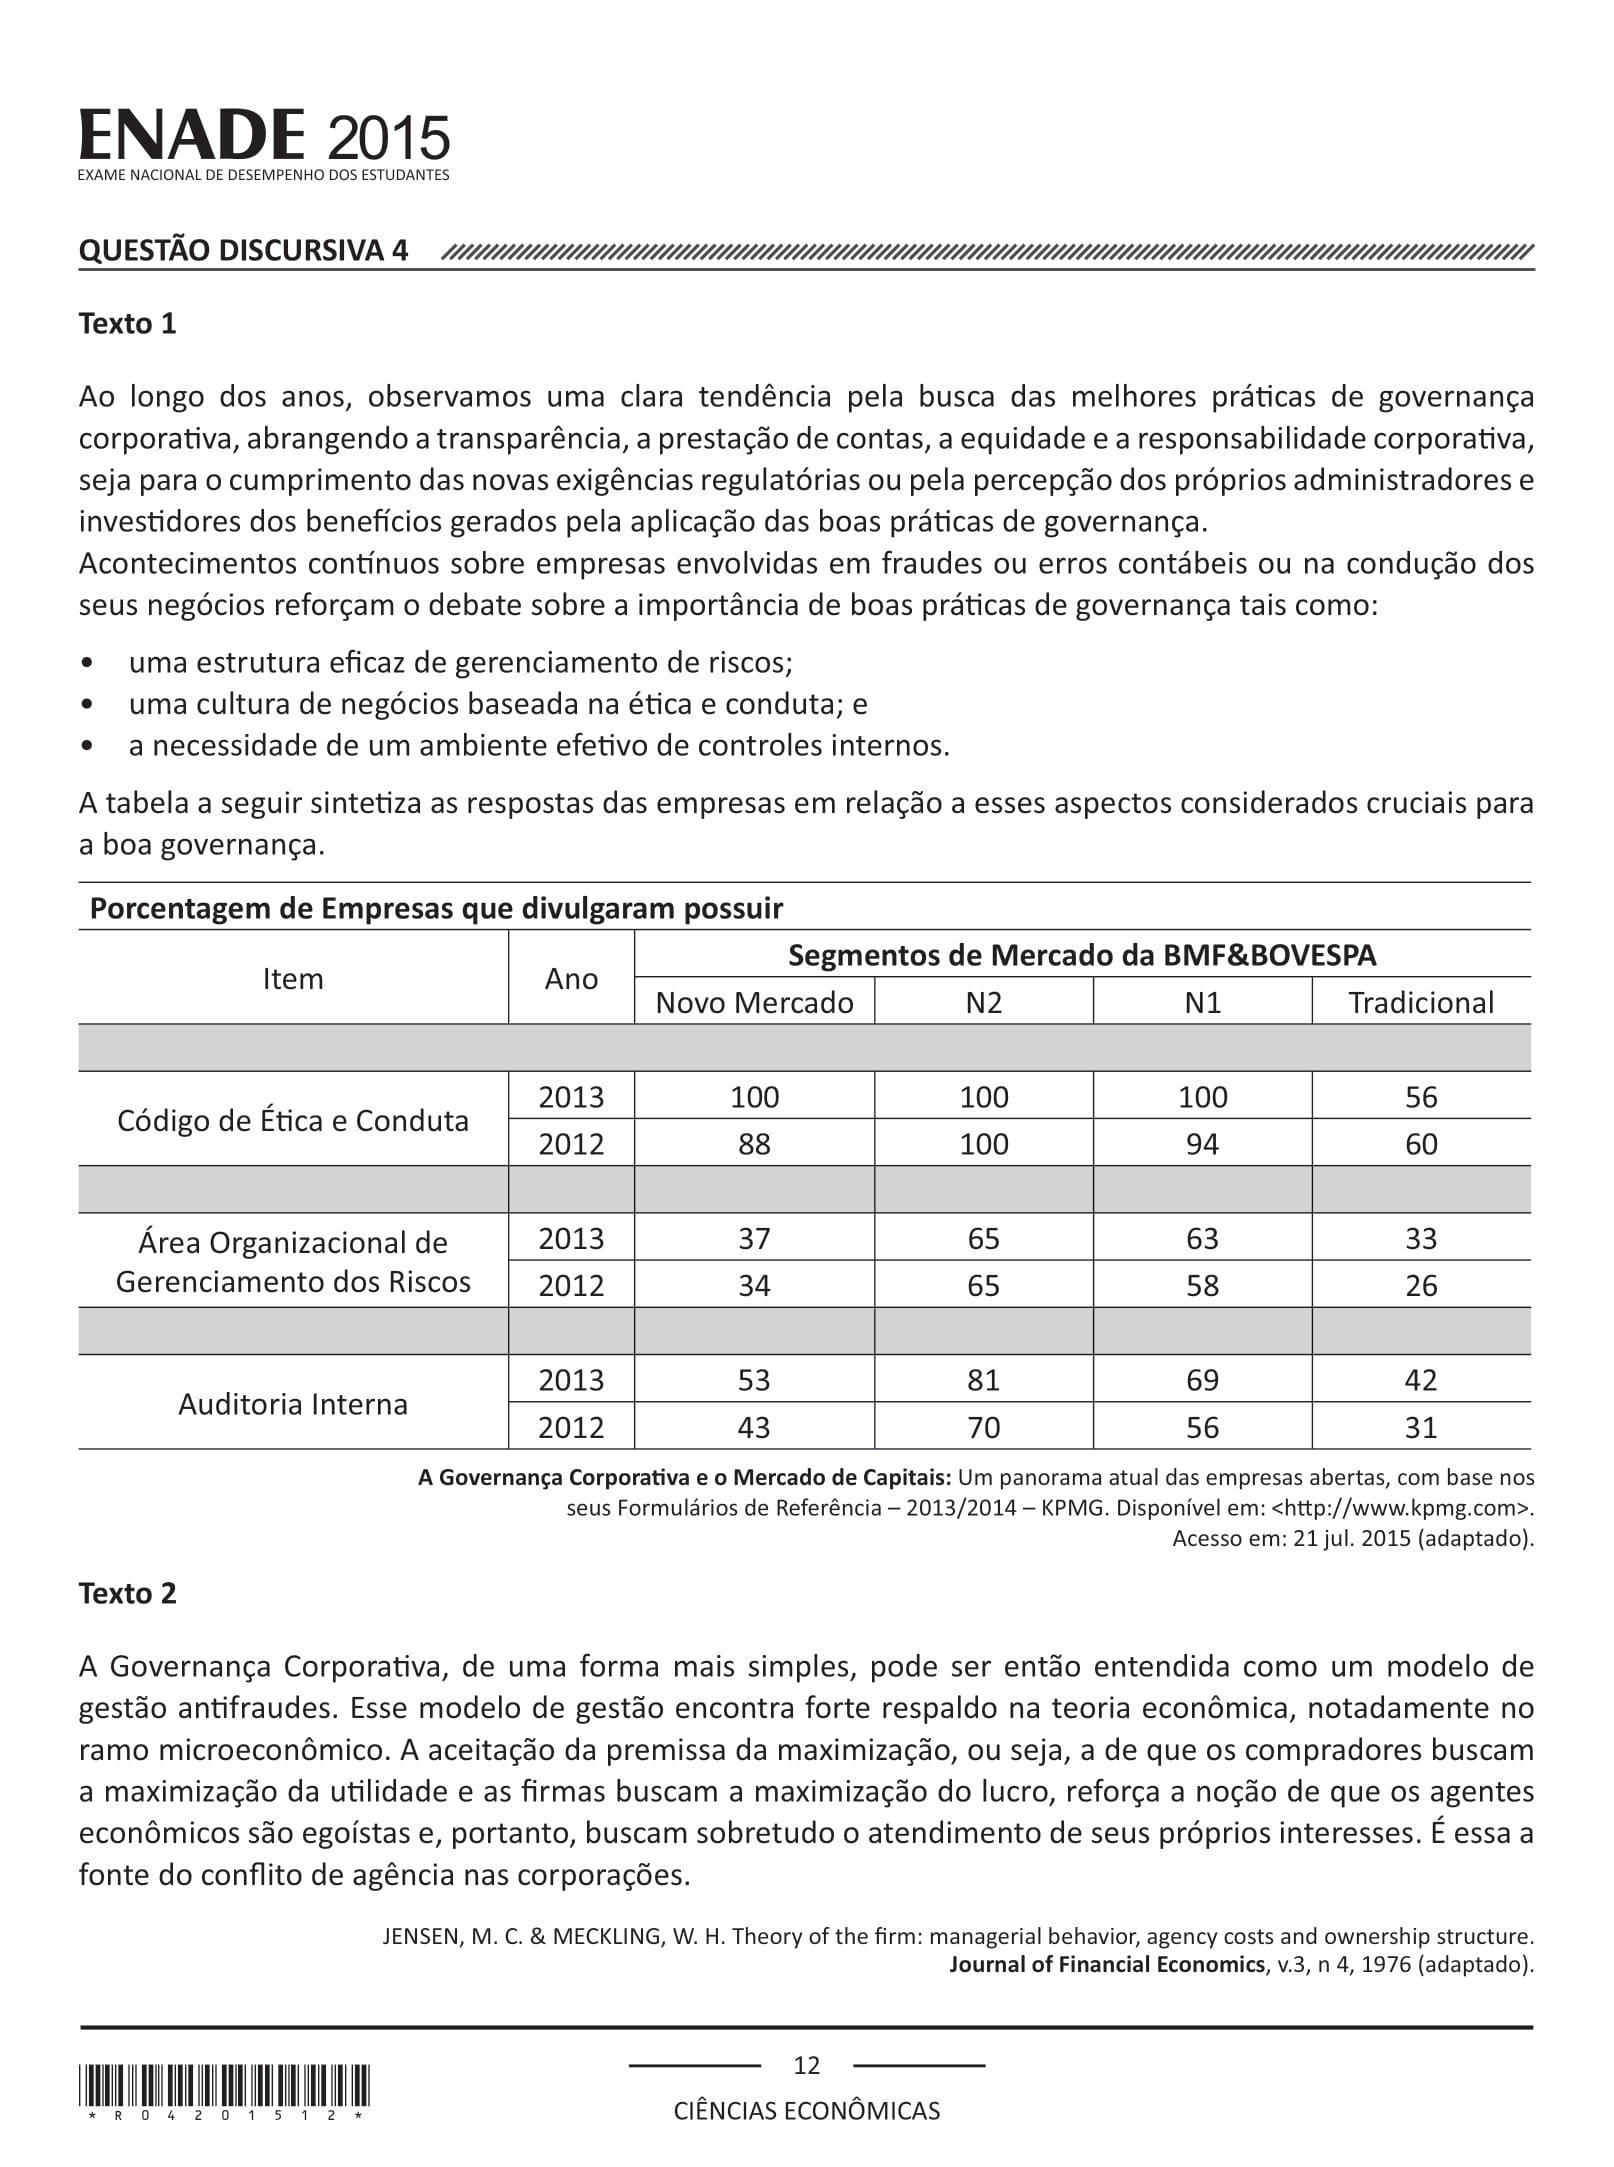 ENADE 2015
EXAME NACIONAL DE DESEMPENHO DOS ESTUDANTES
QUESTÃO DISCURSIVA 4
Texto 1
Ao longo dos anos, observamos uma clara tendência pela busca das melhores práticas de governança
corporativa, abrangendo a transparência, a prestação de contas, a equidade e a responsabilidade corporativa,
seja para o cumprimento das novas exigências regulatórias ou pela percepção dos próprios administradores e
investidores dos benefícios gerados pela aplicação das boas práticas de governança.
Acontecimentos contínuos sobre empresas envolvidas em fraudes ou erros contábeis ou na condução dos
seus negócios reforçam o debate sobre a importância de boas práticas de governança tais como:
• uma estrutura eficaz de gerenciamento de riscos;
• uma cultura de negócios baseada na ética e conduta; e
• a necessidade de um ambiente efetivo de controles internos.
A tabela a seguir sintetiza as respostas das empresas em relação a esses aspectos considerados cruciais para
a boa governança.
Porcentagem de Empresas que divulgaram possuir
Item Ano Segmentos de Mercado da BMF&BOVESPA
Novo Mercado N2 N1 Tradicional
Código de Ética e Conduta
2013 100 100 100 56
2012 88 100 94 60
Área Organizacional de
Gerenciamento dos Riscos
2013 37 65 63 33
2012 34 65 58 26
Auditoria Interna
2013 53 81 69 42
2012 43 70 56 31
A Governança Corporativa e o Mercado de Capitais: Um panorama atual das empresas abertas, com base nos
seus Formulários de Referência – 2013/2014 – KPMG. Disponível em: <http://www.kpmg.com>.
Acesso em: 21 jul. 2015 (adaptado).
Texto 2
A Governança Corporativa, de uma forma mais simples, pode ser então entendida como um modelo de
gestão antifraudes. Esse modelo de gestão encontra forte respaldo na teoria econômica, notadamente no
ramo microeconômico. A aceitação da premissa da maximização, ou seja, a de que os compradores buscam
a maximização da utilidade e as firmas buscam a maximização do lucro, reforça a noção de que os agentes
econômicos são egoístas e, portanto, buscam sobretudo o atendimento de seus próprios interesses. É essa a
fonte do conflito de agência nas corporações.
JENSEN, M. C. & MECKLING, W. H. Theory of the firm: managerial behavior, agency costs and ownership structure.
Journal of Financial Economics, v.3, n 4, 1976 (adaptado).
12
CIÊNCIAS ECONÔMICAS
* R 0 4 2 0 1 5 1 2 *